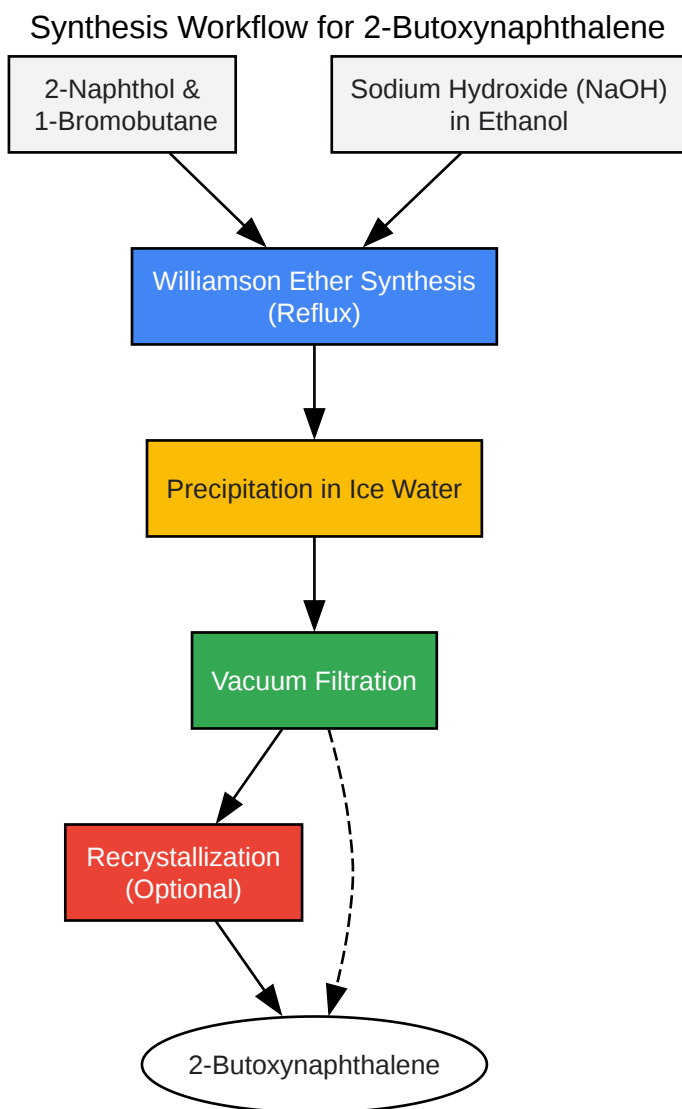 Synthesis Workflow for 2-Butoxynaphthalene
2-Naphthol &
1-Bromobutane
Sodium Hydroxide (NaOH)
in Ethanol
Williamson Ether Synthesis
(Reflux)
Precipitation in Ice Water
Vacuum Filtration
Recrystallization
(Optional)
2-Butoxynaphthalene